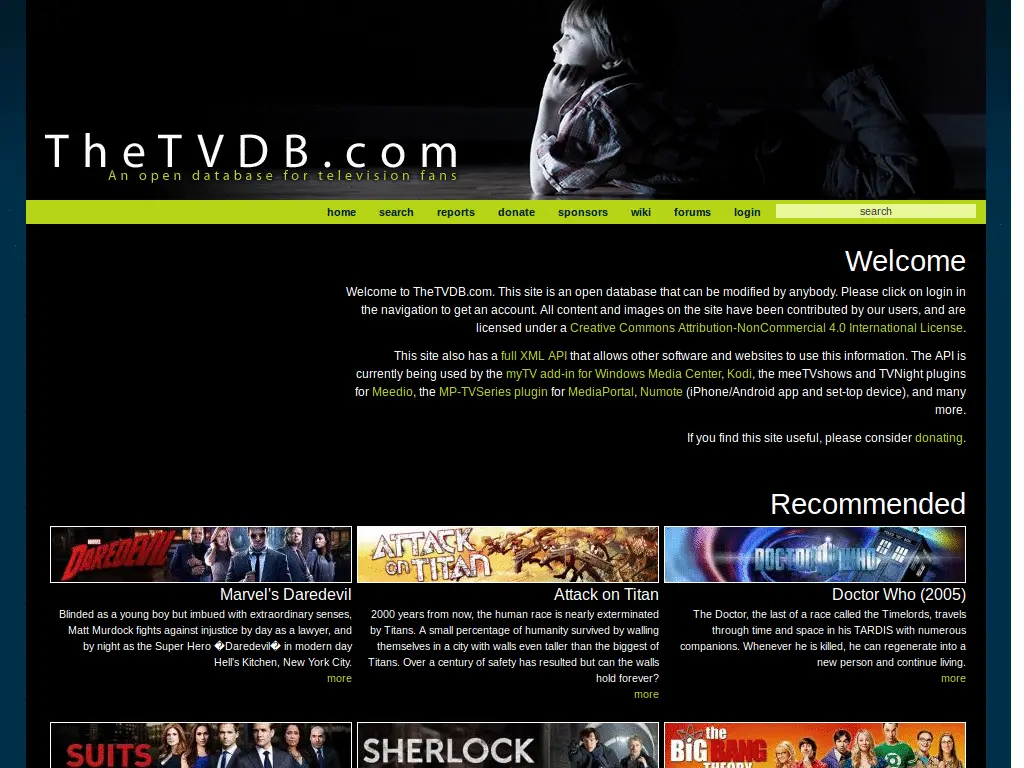 TheTVDB.com
An open database for television fans
home search reports donate sponsors wiki forums login search
Welcome
Welcome to TheTVDB.com. This site is an open database that can be modified by anybody. Please click on login in
the navigation to get an account. All content and images on the site have been contributed by our users, and are
licensed under a Creative Commons Attribution-NonCommercial 4.0 International License.
This site also has a full XML API that allows other software and websites to use this information. The API is
currently being used by the myTV add-in for Windows Media Center, Kodi, the meeTVshows and TVNight plugins
for Meedio, the MP-TVSeries plugin for MediaPortal, Numote (iPhone/Android app and set-top device), and many
more.
If you find this site useful, please consider donating.
Recommended
MARVEL
DAREDEVIL
Marvel's Daredevil
Blinded as a young boy but imbued with extraordinary senses,
Matt Murdock fights against injustice by day as a lawyer, and
by night as the Super Hero �Daredevil� in modern day
Hell's Kitchen, New York City.
more
ATTACK
ON TITAN
Attack on Titan
2000 years from now, the human race is nearly exterminated
by Titans. A small percentage of humanity survived by walling
themselves in a city with walls even taller than the biggest of
Titans. Over a century of safety has resulted but can the walls
hold forever?
more
DOCTOR WHO
Doctor Who (2005)
The Doctor, the last of a race called the Timelords, travels
through time and space in his TARDIS with numerous
companions. Whenever he is killed, he can regenerate into a
new person and continue living.
more
SUITS
SHERLOCK
the
BIG BANG
THEORY